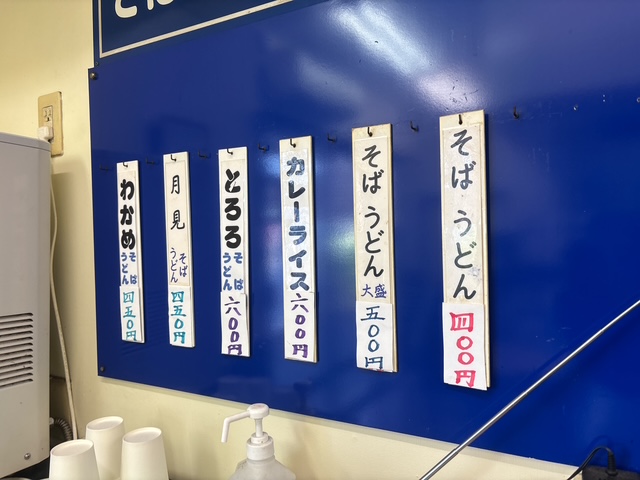 そば うどん 四〇〇円
そば うどん 大盛 五〇〇円
カレーライス 六〇〇円
とろろ そば うどん 六〇〇円
月見 そば うどん 四五〇円
わかめ そば うどん 四五〇円